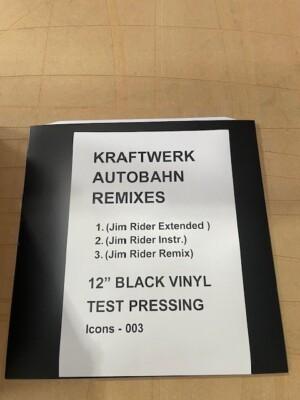 KRAFTWERK
AUTOBAHN
REMIXES
1. (Jim Rider Extended )
2. (Jim Rider Instr.)
3. (Jim Rider Remix)
12” BLACK VINYL
TEST PRESSING
Icons - 003